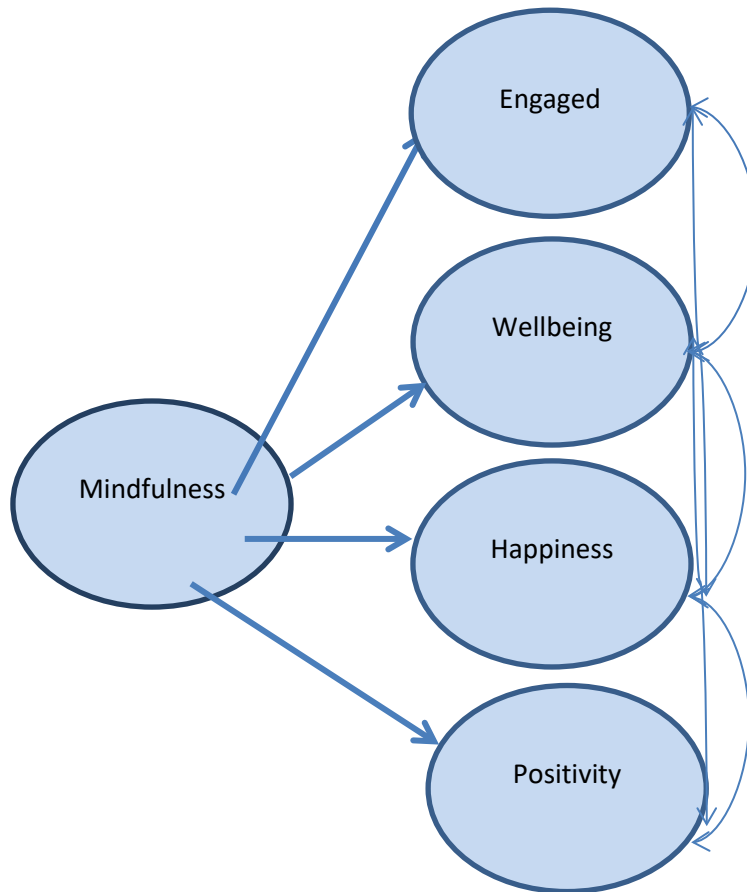 Engaged
Wellbeing
Mindfulness
Happiness
Positivity